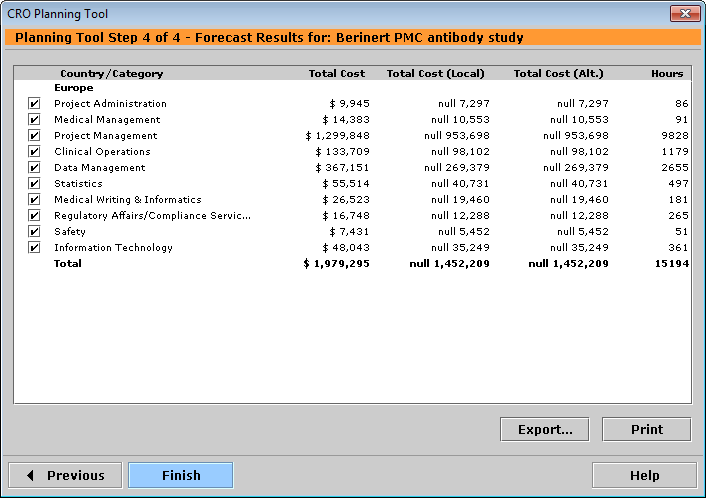 CRO Planning Tool
Planning Tool Step 4 of 4 - Forecast Results for: Berinert PMC antibody study
Country/Category Total Cost Total Cost (Local) Total Cost (Alt.) Hours
Europe
Project Administration $ 9,945 null 7,297 null 7,297 86
Medical Management $ 14,383 null 10,553 null 10,553 91
Project Management $ 1,299,848 null 953,698 null 953,698 9828
Clinical Operations $ 133,709 null 98,102 null 98,102 1179
Data Management $ 367,151 null 269,379 null 269,379 2655
Statistics $ 55,514 null 40,731 null 40,731 497
Medical Writing & Informatics $ 26,523 null 19,460 null 19,460 181
Regulatory Affairs/Compliance Servic... $ 16,748 null 12,288 null 12,288 265
Safety $ 7,431 null 5,452 null 5,452 51
Information Technology $ 48,043 null 35,249 null 35,249 361
Total $ 1,979,295 null 1,452,209 null 1,452,209 15194
Export... Print
Previous Finish Help